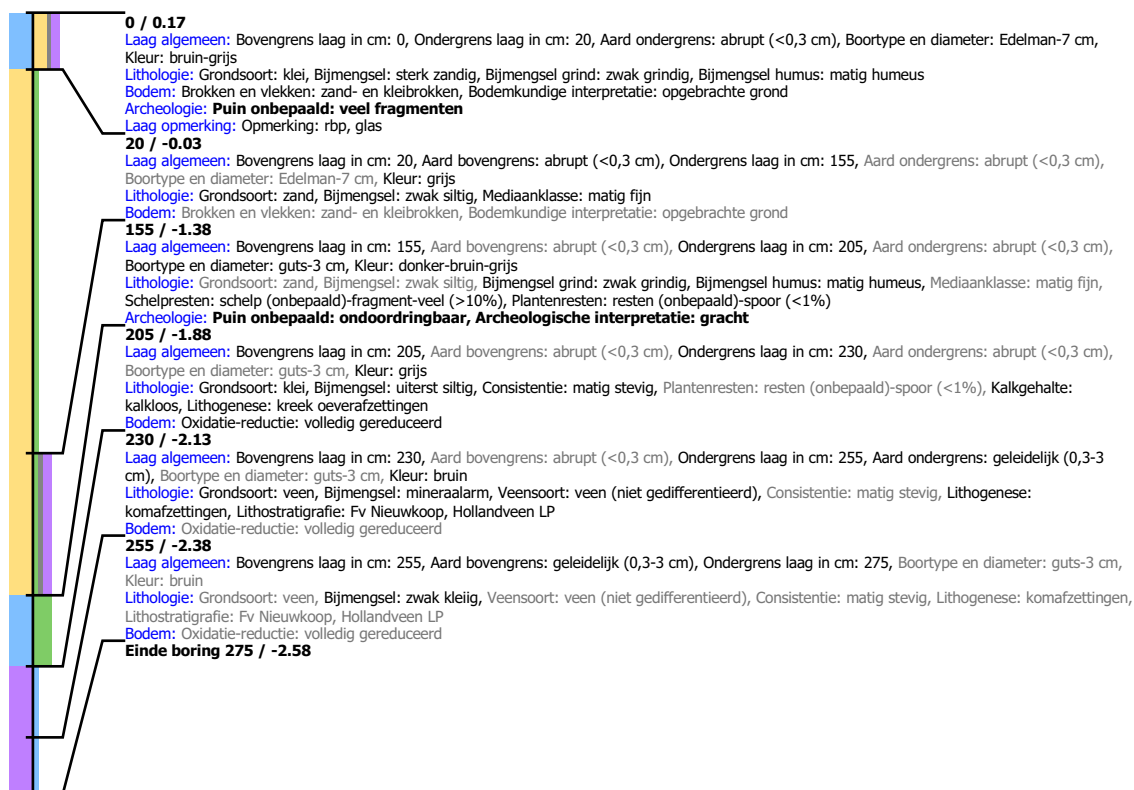 0 / 0.17
Laag algemeen: Bovengrens laag in cm: 0, Ondergrens laag in cm: 20, Aard ondergrens: abrupt (<0,3 cm), Boortype en diameter: Edelman-7 cm,
Kleur: bruin-grijs
Lithologie: Grondsoort: klei, Bijmengsel: sterk zandig, Bijmengsel grind: zwak grindig, Bijmengsel humus: matig humeus
Bodem: Brokken en vlekken: zand- en kleibrokken, Bodemkundige interpretatie: opgebrachte grond
Archeologie: Puin onbepaald: veel fragmenten
Laag opmerking: Opmerking: rbp, glas
20 / -0.03
Laag algemeen: Bovengrens laag in cm: 20, Aard bovengrens: abrupt (<0,3 cm), Ondergrens laag in cm: 155, Aard ondergrens: abrupt (<0,3 cm),
Boortype en diameter: Edelman-7 cm, Kleur: grijs
Lithologie: Grondsoort: zand, Bijmengsel: zwak siltig, Mediaanklasse: matig fijn
Bodem: Brokken en vlekken: zand- en kleibrokken, Bodemkundige interpretatie: opgebrachte grond
155 / -1.38
Laag algemeen: Bovengrens laag in cm: 155, Aard bovengrens: abrupt (<0,3 cm), Ondergrens laag in cm: 205, Aard ondergrens: abrupt (<0,3 cm),
Boortype en diameter: guts-3 cm, Kleur: donker-bruin-grijs
Lithologie: Grondsoort: zand, Bijmengsel: zwak siltig, Bijmengsel grind: zwak grindig, Bijmengsel humus: matig humeus, Mediaanklasse: matig fijn,
Schelpresten: schelp (onbepaald)-fragment-veel (>10%), Plantenresten: resten (onbepaald)-spoor (<1%)
Archeologie: Puin onbepaald: ondoordringbaar, Archeologische interpretatie: gracht
205 / -1.88
Laag algemeen: Bovengrens laag in cm: 205, Aard bovengrens: abrupt (<0,3 cm), Ondergrens laag in cm: 230, Aard ondergrens: abrupt (<0,3 cm),
Boortype en diameter: guts-3 cm, Kleur: grijs
Lithologie: Grondsoort: klei, Bijmengsel: uiterst siltig, Consistentie: matig stevig, Plantenresten: resten (onbepaald)-spoor (<1%), Kalkgehalte:
kalkloos, Lithogenese: kreek oeverafzettingen
Bodem: Oxidatie-reductie: volledig gereduceerd
230 / -2.13
Laag algemeen: Bovengrens laag in cm: 230, Aard bovengrens: abrupt (<0,3 cm), Ondergrens laag in cm: 255, Aard ondergrens: geleidelijk (0,3-3
cm), Boortype en diameter: guts-3 cm, Kleur: bruin
Lithologie: Grondsoort: veen, Bijmengsel: mineraalarm, Veensoort: veen (niet gedifferentieerd), Consistentie: matig stevig, Lithogenese:
komafzettingen, Lithostratigrafie: Fv Nieuwkoop, Hollandveen LP
Bodem: Oxidatie-reductie: volledig gereduceerd
255 / -2.38
Laag algemeen: Bovengrens laag in cm: 255, Aard bovengrens: geleidelijk (0,3-3 cm), Ondergrens laag in cm: 275, Boortype en diameter: guts-3 cm,
Kleur: bruin
Lithologie: Grondsoort: veen, Bijmengsel: zwak kleiig, Veensoort: veen (niet gedifferentieerd), Consistentie: matig stevig, Lithogenese: komafzettingen,
Lithostratigrafie: Fv Nieuwkoop, Hollandveen LP
Bodem: Oxidatie-reductie: volledig gereduceerd
Einde boring 275 / -2.58